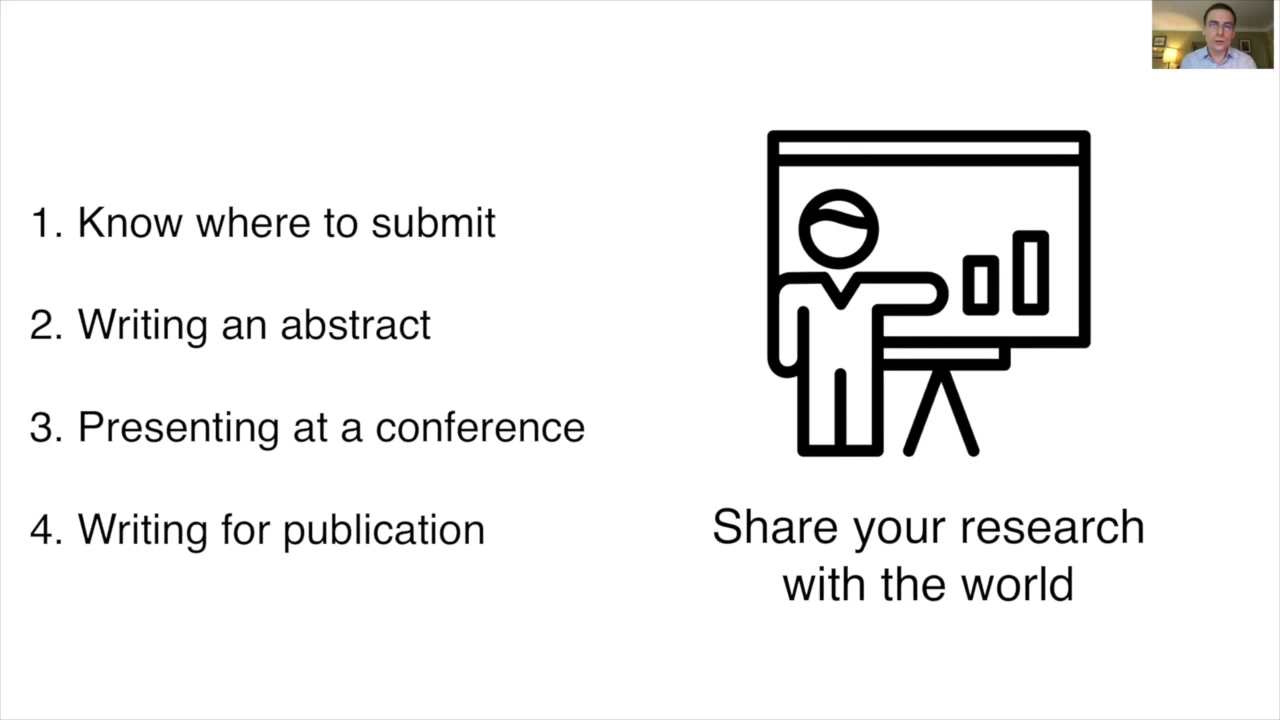 1. Know where to submit
2. Writing an abstract
3. Presenting at a conference
4. Writing for publication
Share your research
with the world